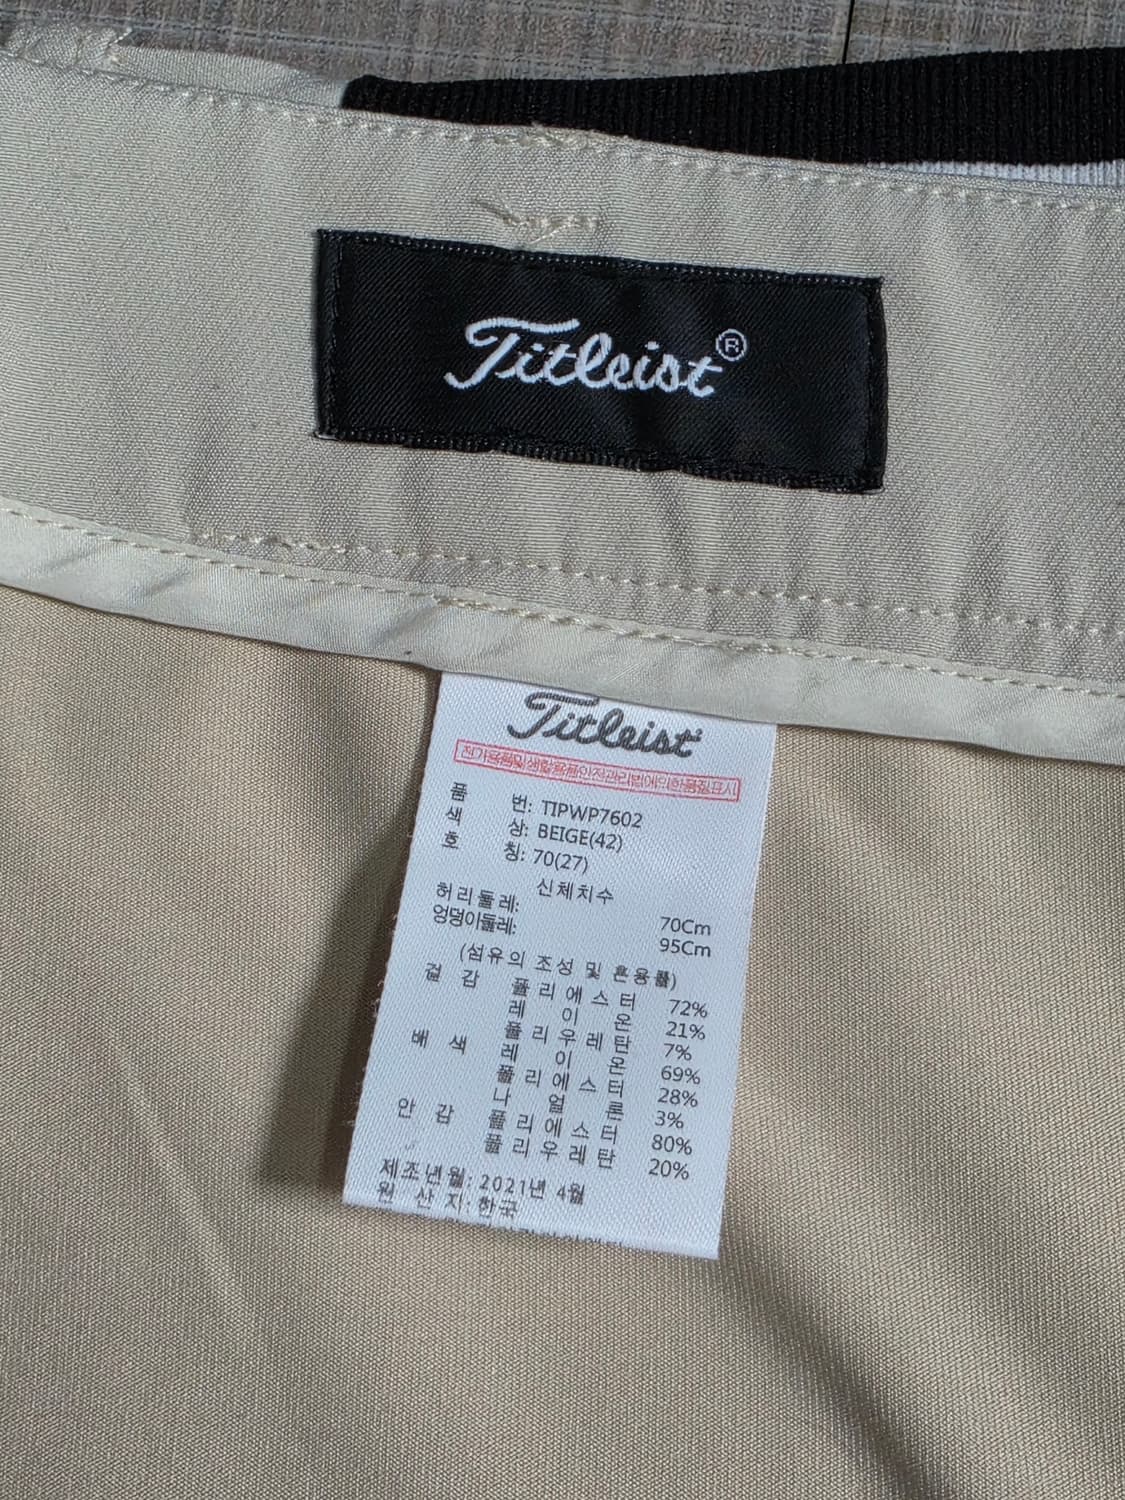 Titleist®
Titleist
전기용품및생활용품안전관리법에의한품질표시
품 번: TIPWP7602
색 상: BEIGE(42)
호 칭: 70(27)
신체치수
허리둘레: 70Cm
엉덩이둘레: 95Cm
(섬유의 조성 및 혼용률)
겉 감 폴리에스터 72%
레 이 온 21%
폴리우레탄 7%
배 색 레 이 온 69%
폴리에스터 28%
나 일 론 3%
안 감 폴리에스터 80%
폴리우레탄 20%
제조년월: 2021년 4월
원 산 지: 한국